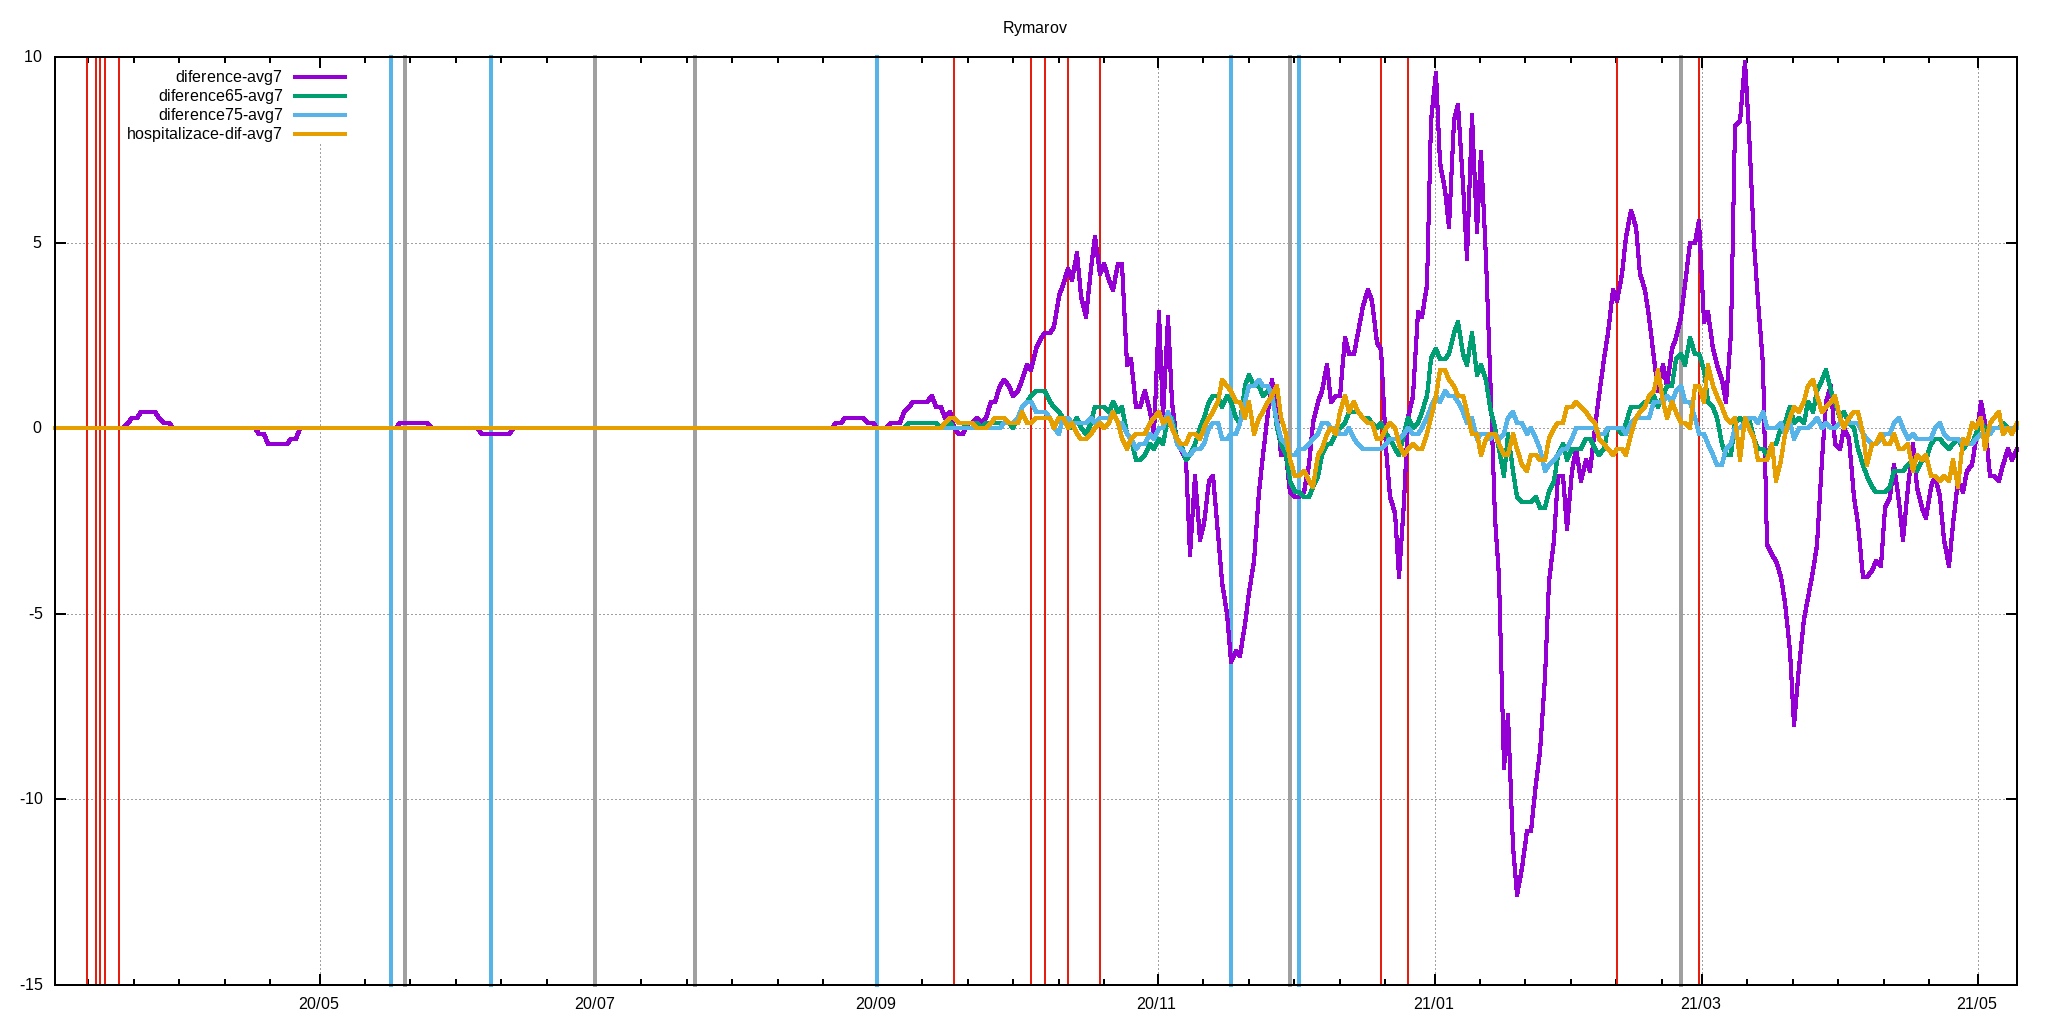 Rymarov
10
diference-avg7
diference65-avg7
diference75-avg7
hospitalizace-dif-avg7
5
0
-5
-10
-15
20/05 20/07 20/09 20/11 21/01 21/03 21/05